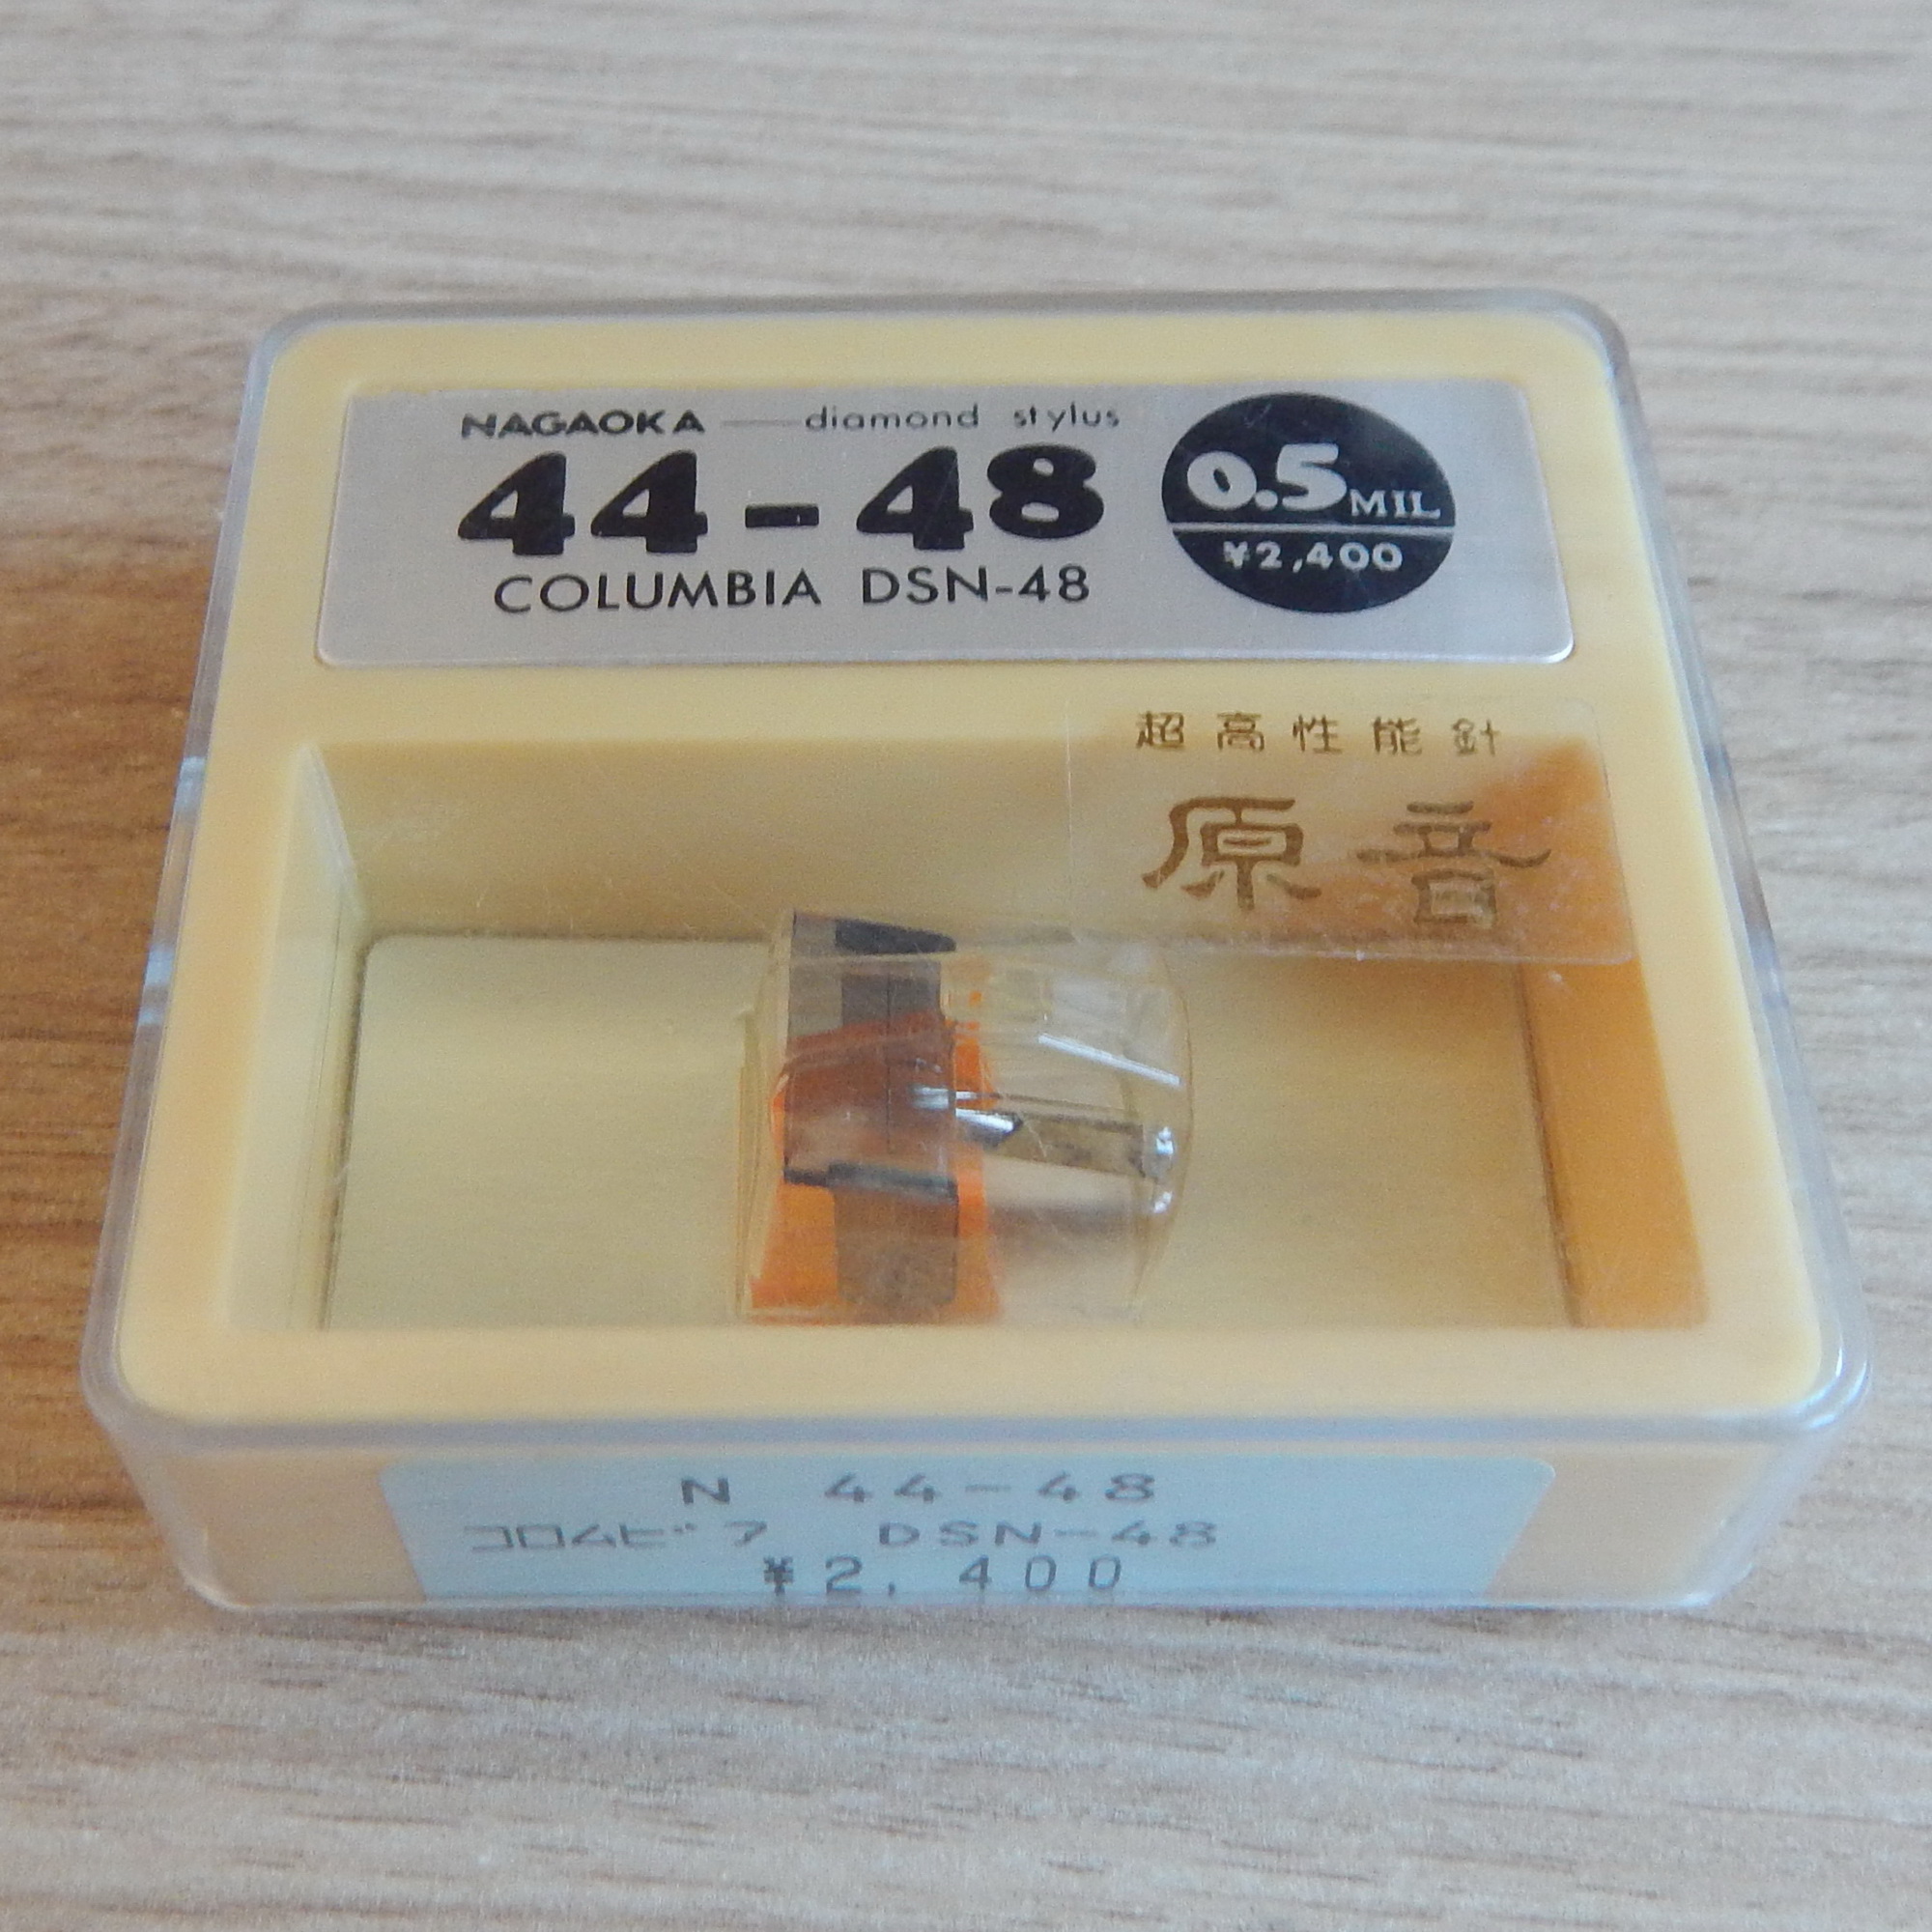 NAGAOKA — diamond stylus
44-48
COLUMBIA DSN-48
0.5 MIL
¥2,400
超高性能針
原音
N 44-48
コロムビア DSN-48
¥2,400